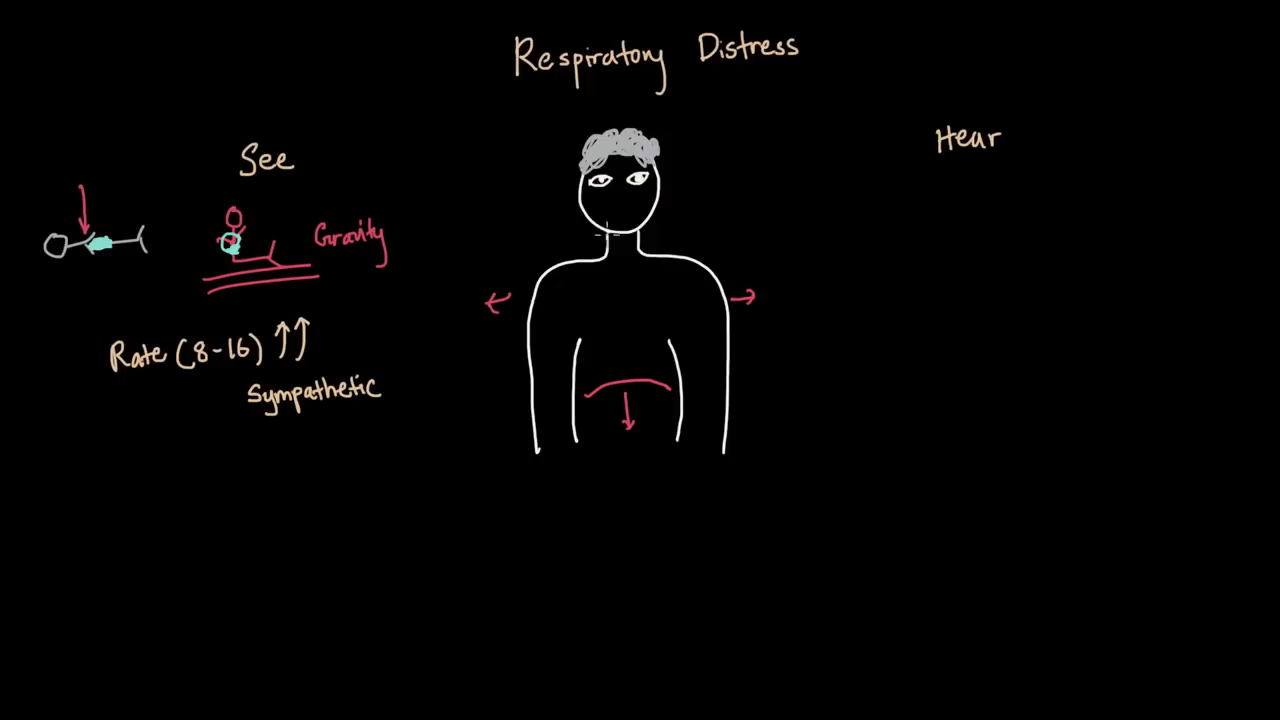 Respiratory Distress
See
Hear
Gravity
Rate (8-16) ↑↑
Sympathetic